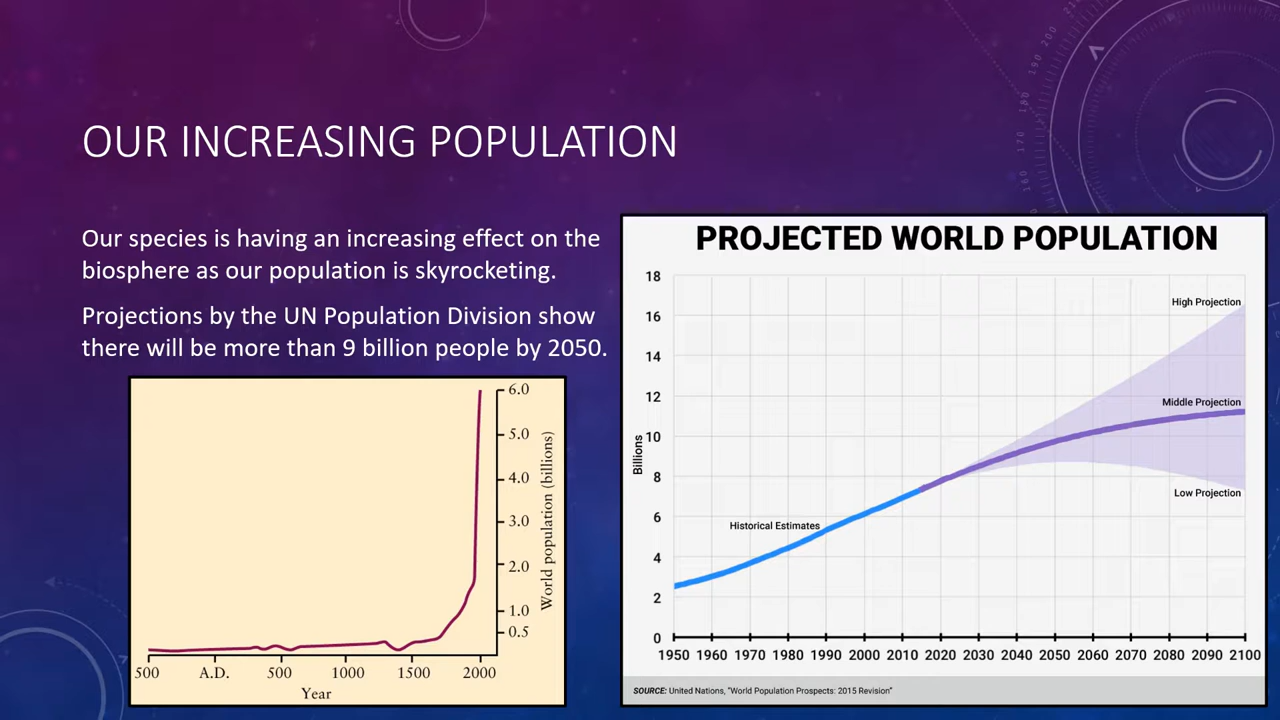 OUR INCREASING POPULATION
Our species is having an increasing effect on the
biosphere as our population is skyrocketing.
Projections by the UN Population Division show
there will be more than 9 billion people by 2050.
6.0
5.0
4.0
3.0
2.0
1.0
0.5
World population (billions)
500 A.D. 500 1000 1500 2000
Year
PROJECTED WORLD POPULATION
18
16
14
12
10
8
6
4
2
0
Billions
High Projection
Middle Projection
Low Projection
Historical Estimates
1950 1960 1970 1980 1990 2000 2010 2020 2030 2040 2050 2060 2070 2080 2090 2100
SOURCE: United Nations, "World Population Prospects: 2015 Revision"
160 170 190 200